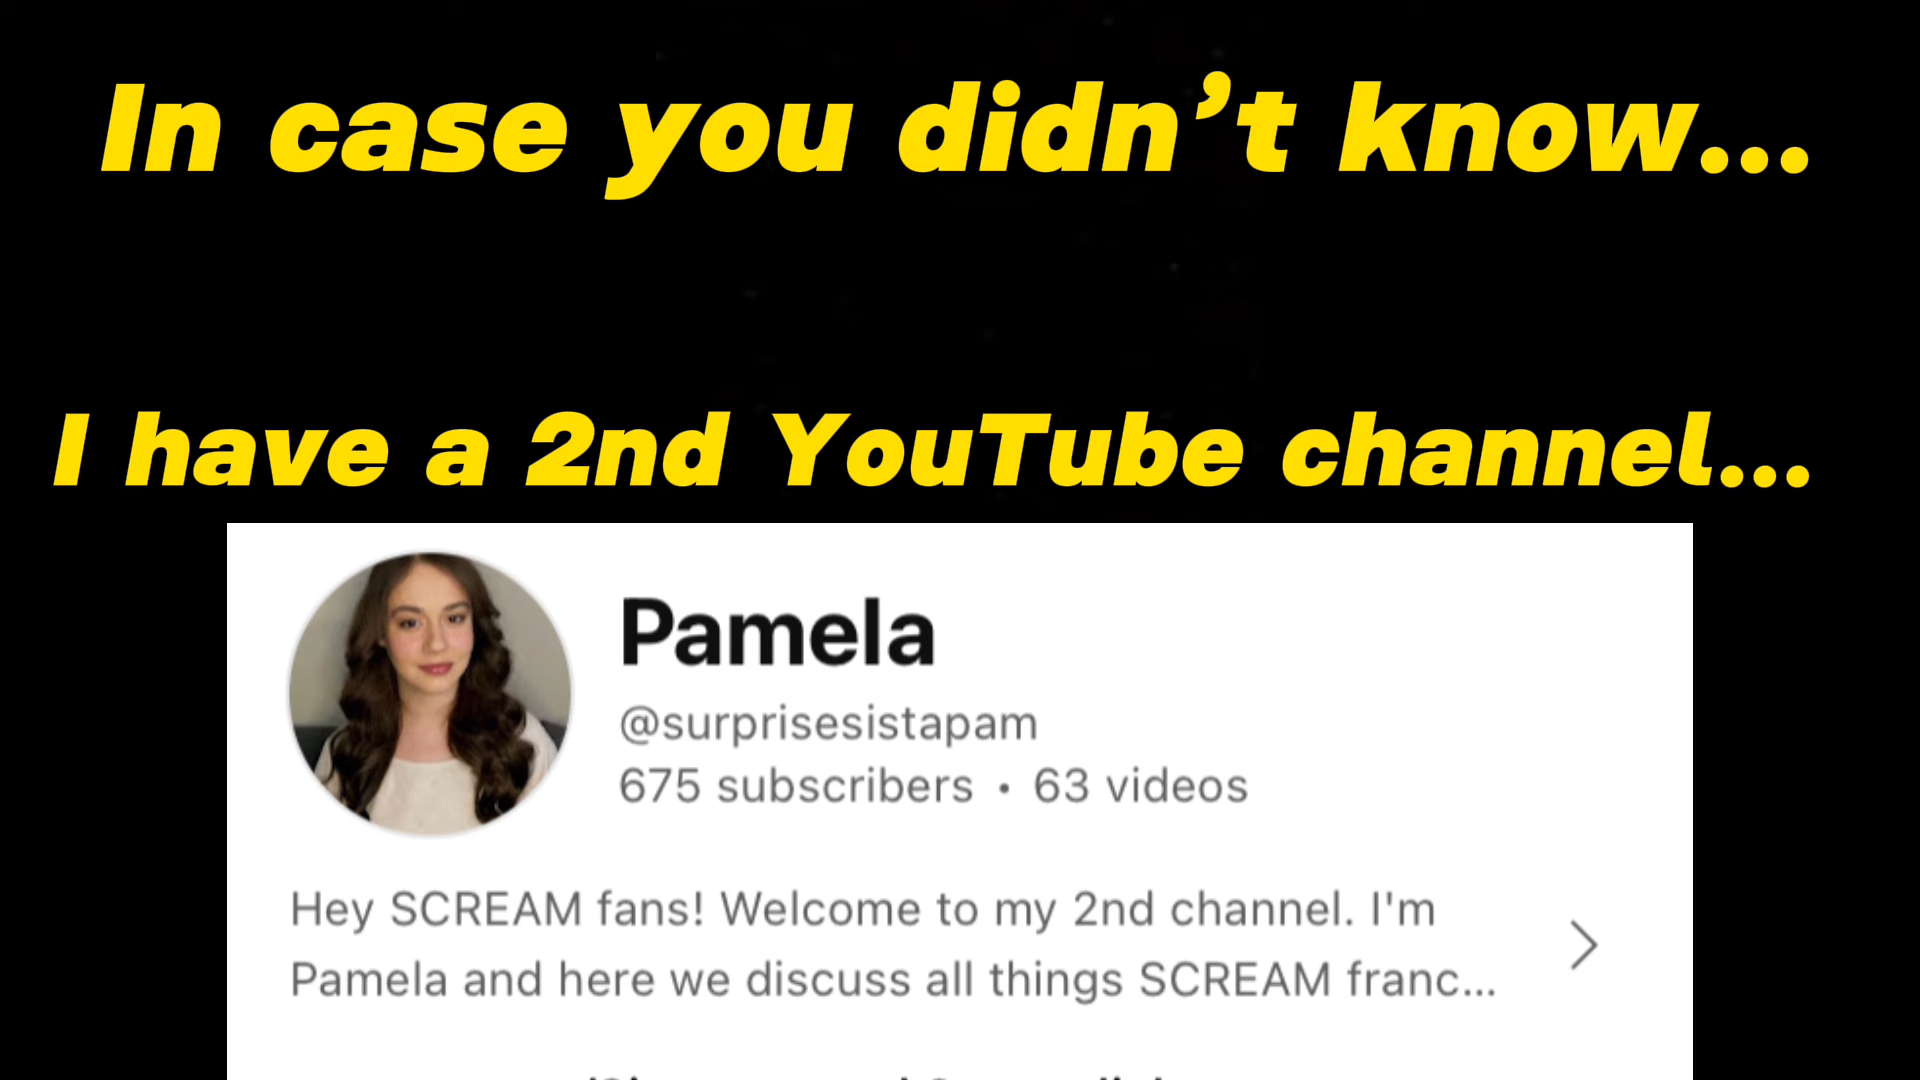 In case you didn’t know...
I have a 2nd YouTube channel...
Pamela
@surprisesistapam
675 subscribers • 63 videos
Hey SCREAM fans! Welcome to my 2nd channel. I'm
Pamela and here we discuss all things SCREAM franc...